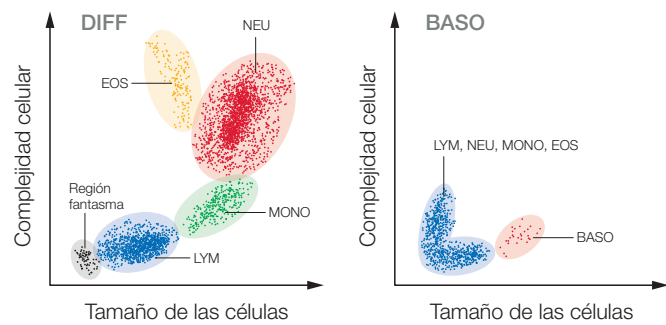 DIFF
NEU
EOS
Región
fantasma
MONO
LYM
Complejidad celular
Tamaño de las células
BASO
LYM, NEU, MONO, EOS
BASO
Complejidad celular
Tamaño de las células